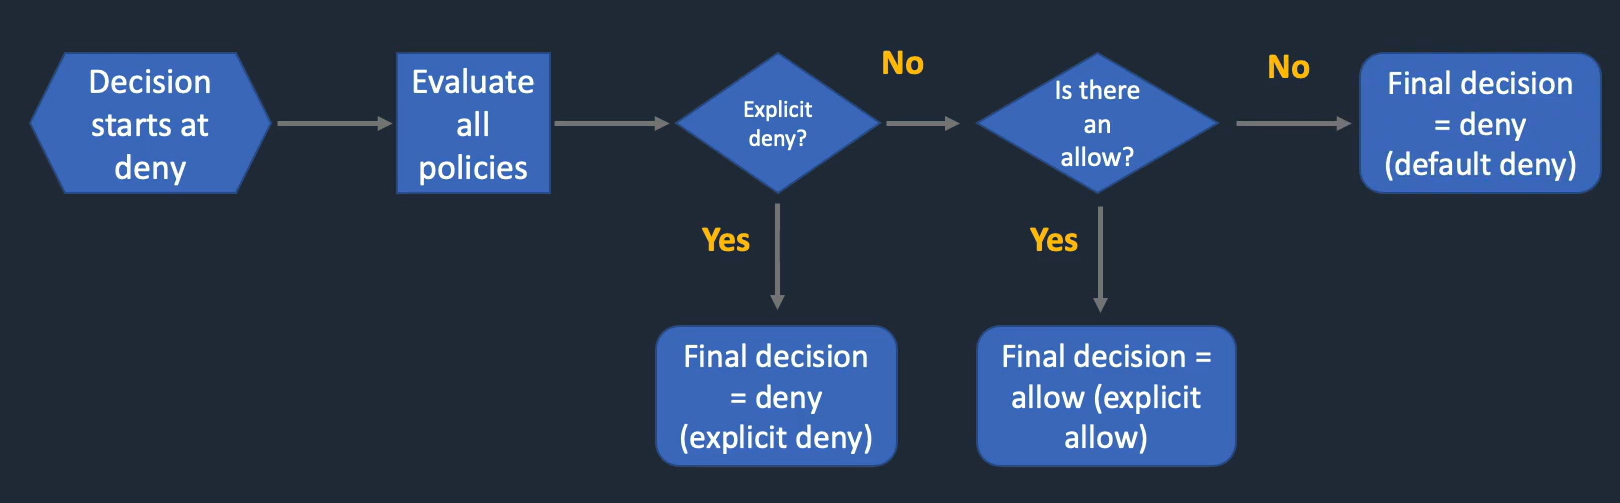 Decision
starts at
deny
Evaluate
all
policies
Explicit
deny?
No
Is there
an
allow?
No
Final decision
= deny
(default deny)
Yes
Yes
Final decision
= deny
(explicit deny)
Final decision =
allow (explicit
allow)